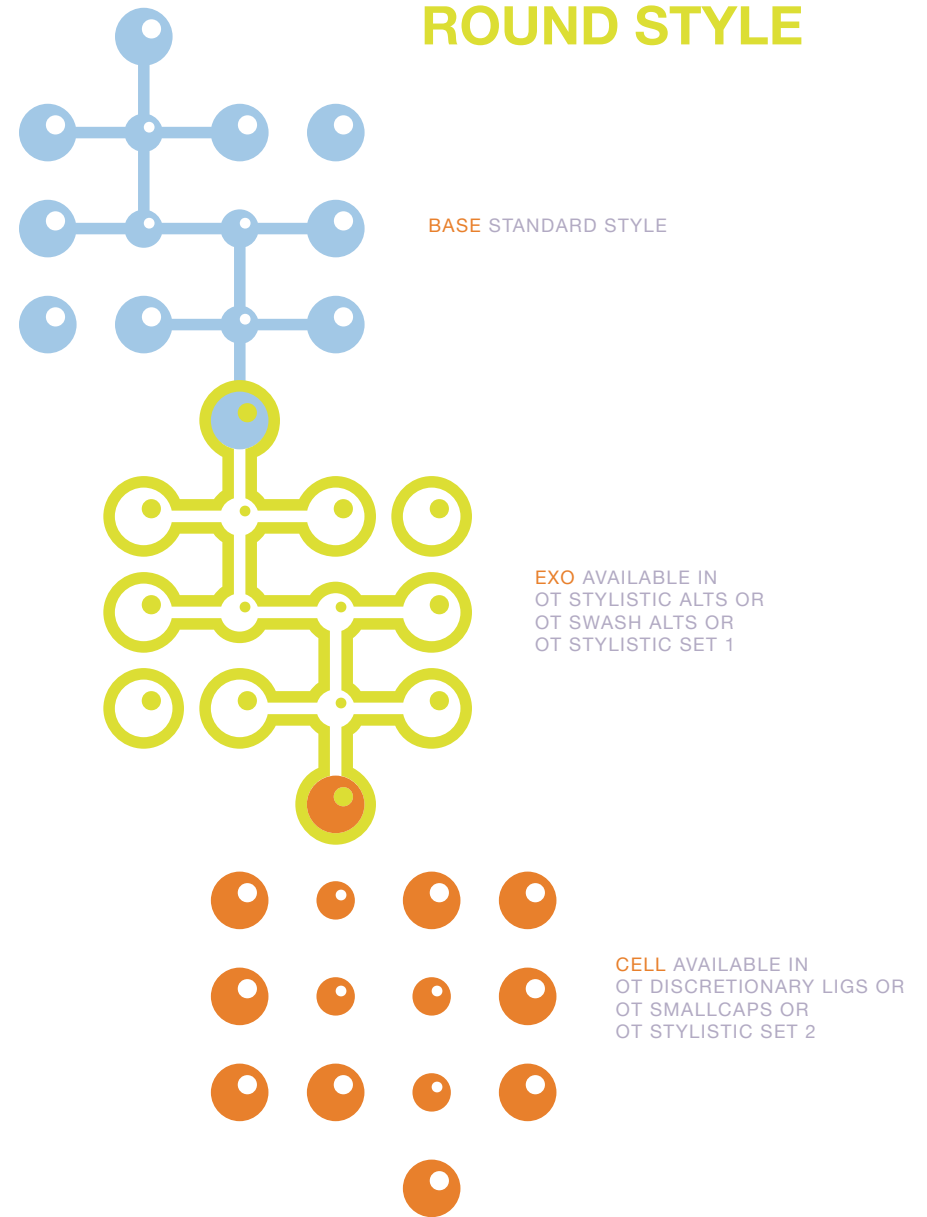 ROUND STYLE
BASE STANDARD STYLE
EXO AVAILABLE IN
OT STYLISTIC ALTS OR
OT SWASH ALTS OR
OT STYLISTIC SET 1
CELL AVAILABLE IN
OT DISCRETIONARY LIGS OR
OT SMALLCAPS OR
OT STYLISTIC SET 2